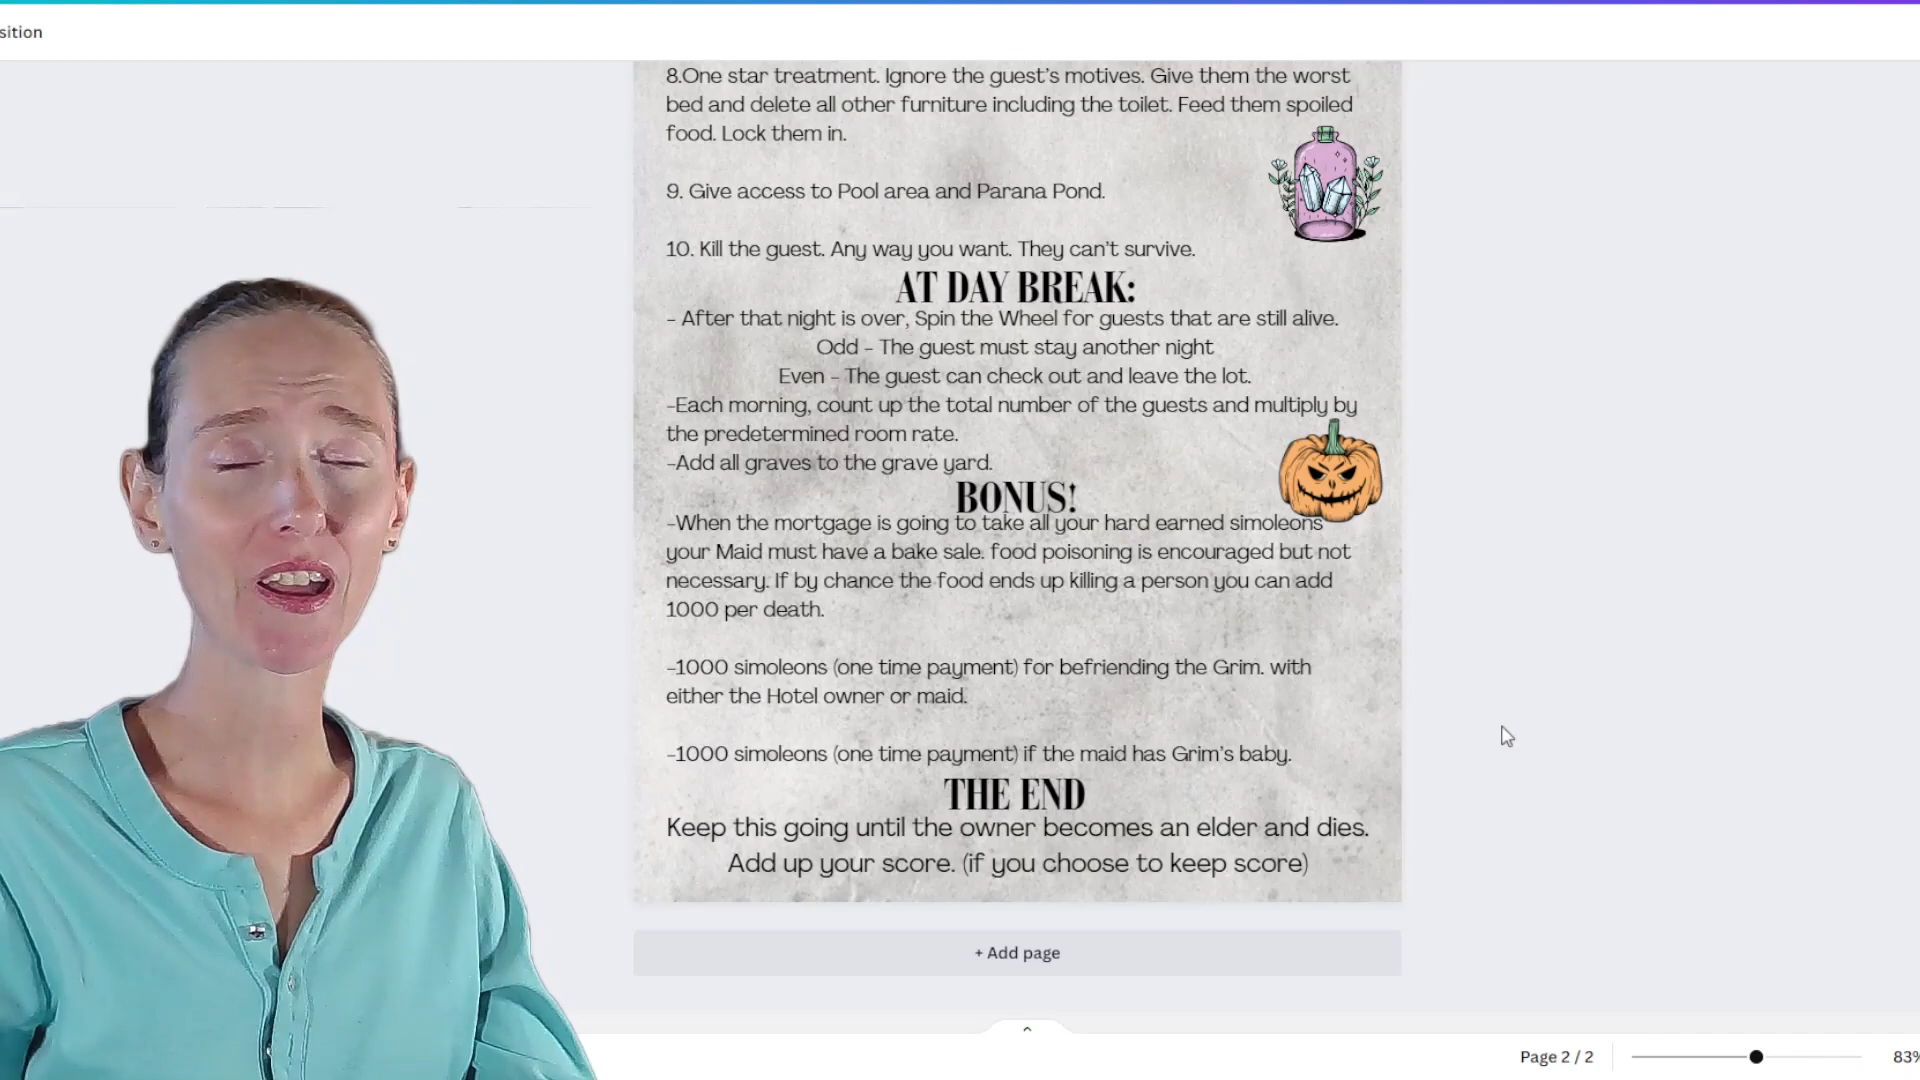 sition
8.One star treatment. Ignore the guest's motives. Give them the worst
bed and delete all other furniture including the toilet. Feed them spoiled
food. Lock them in.
9. Give access to Pool area and Parana Pond.
10. Kill the guest. Any way you want. They can't survive.
AT DAY BREAK:
- After that night is over, Spin the Wheel for guests that are still alive.
Odd - The guest must stay another night
Even - The guest can check out and leave the lot.
-Each morning, count up the total number of the guests and multiply by
the predetermined room rate.
-Add all graves to the grave yard.
BONUS!
-When the mortgage is going to take all your hard earned simoleons
your Maid must have a bake sale. food poisoning is encouraged but not
necessary. If by chance the food ends up killing a person you can add
1000 per death.
-1000 simoleons (one time payment) for befriending the Grim. with
either the Hotel owner or maid.
-1000 simoleons (one time payment) if the maid has Grim's baby.
THE END
Keep this going until the owner becomes an elder and dies.
Add up your score. (if you choose to keep score)
+ Add page
Page 2 / 2
83%